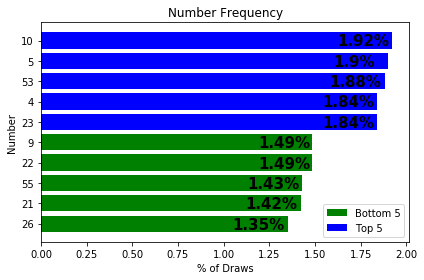 Number Frequency
10 1.92%
5 1.9%
53 1.88%
4 1.84%
23 1.84%
9 1.49%
22 1.49%
55 1.43%
21 1.42%
26 1.35%
Number
Bottom 5
Top 5
0.00 0.25 0.50 0.75 1.00 1.25 1.50 1.75 2.00
% of Draws